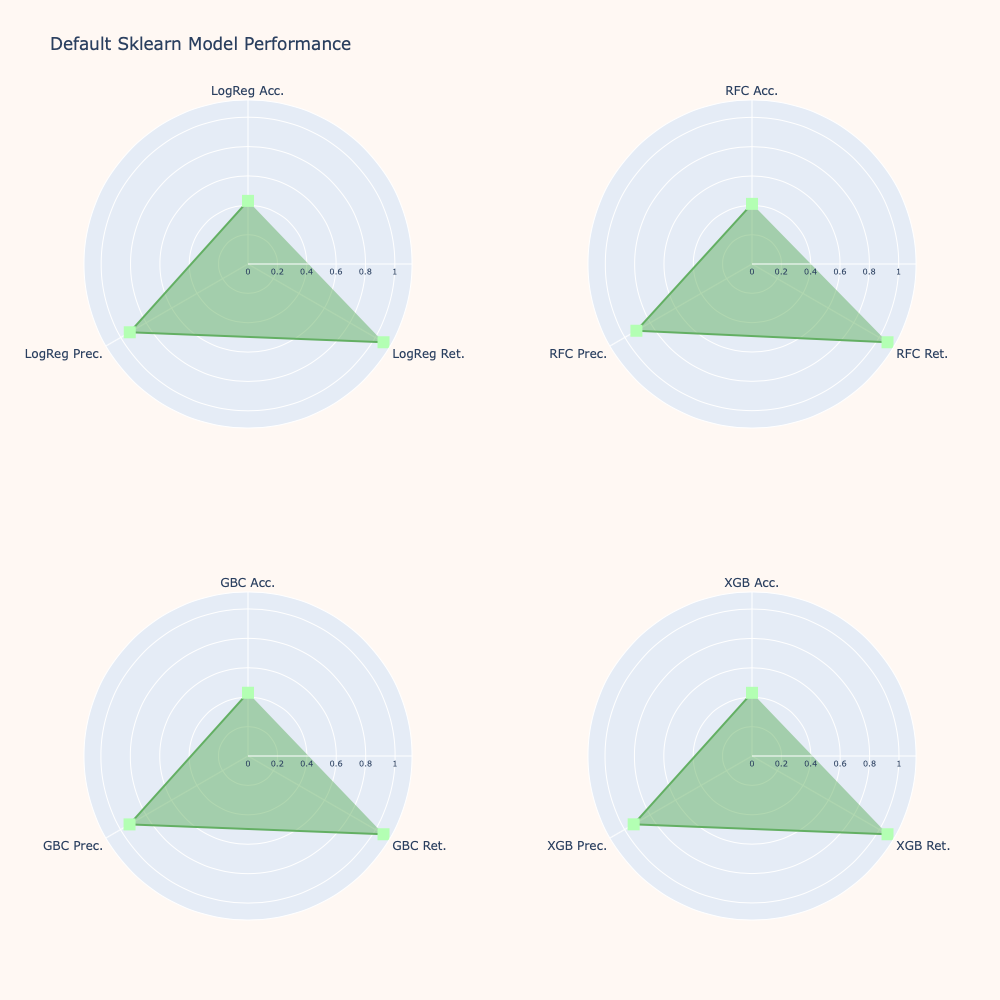 Default Sklearn Model Performance
LogReg Acc.
RFC Acc.
0 0.2 0.4 0.6 0.8 1
0 0.2 0.4 0.6 0.8 1
LogReg Prec.
LogReg Ret.
RFC Prec.
RFC Ret.
GBC Acc.
XGB Acc.
0 0.2 0.4 0.6 0.8 1
0 0.2 0.4 0.6 0.8 1
GBC Prec.
GBC Ret.
XGB Prec.
XGB Ret.